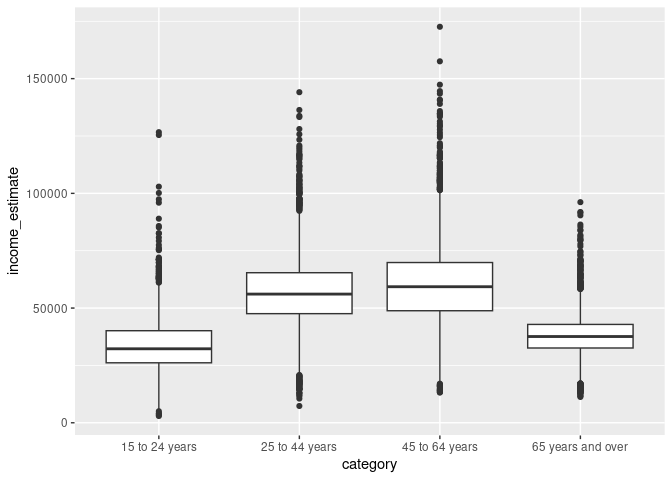 income_estimate
150000
100000
50000
0
15 to 24 years
25 to 44 years
45 to 64 years
65 years and over
category